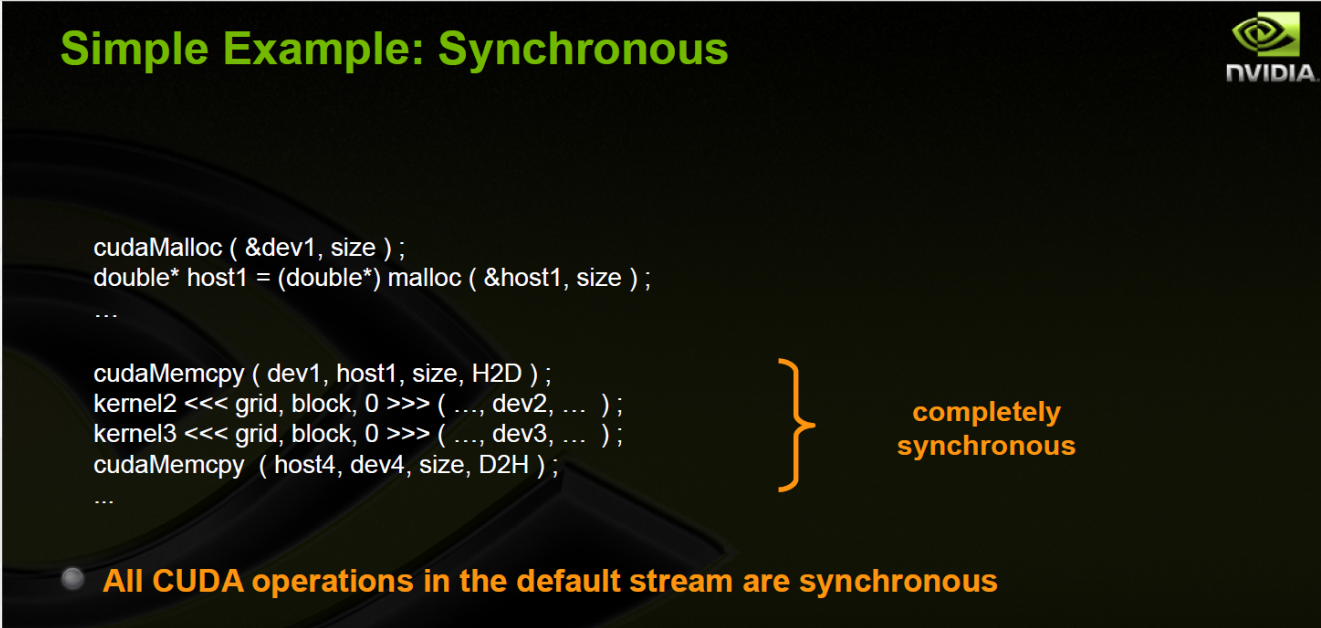 Simple Example: Synchronous
NVIDIA.
cudaMalloc ( &dev1, size ) ;
double* host1 = (double*) malloc ( &host1, size ) ;
…
cudaMemcpy ( dev1, host1, size, H2D ) ;
kernel2 <<< grid, block, 0 >>> ( …, dev2, … ) ;
kernel3 <<< grid, block, 0 >>> ( …, dev3, … ) ;
cudaMemcpy ( host4, dev4, size, D2H ) ;
...
completely
synchronous
All CUDA operations in the default stream are synchronous